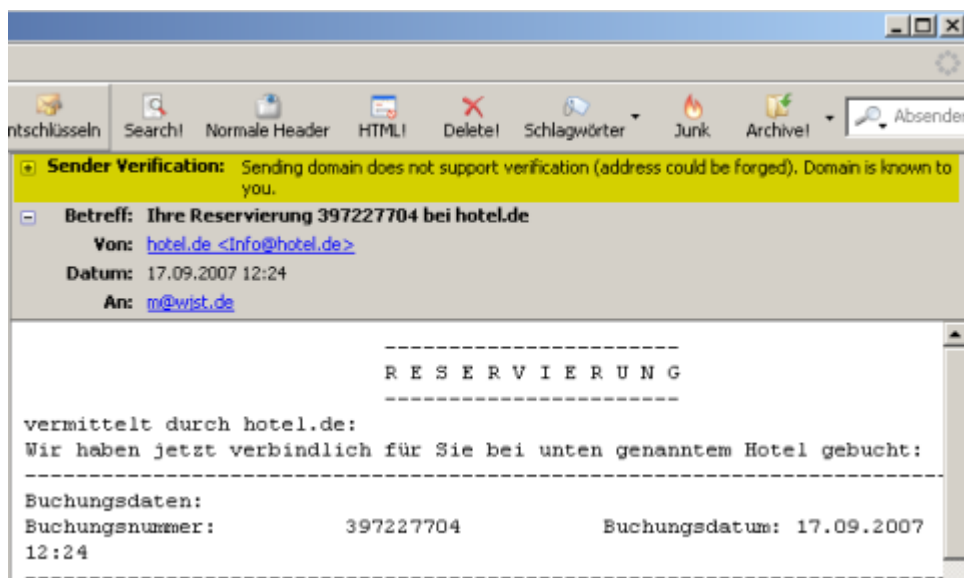 ntschlüsseln Search! Normale Header HTML! Delete! Schlagwörter Junk Archive! Absender
Sender Verification: Sending domain does not support verification (address could be forged). Domain is known to
you.
Betreff: Ihre Reservierung 397227704 bei hotel.de
Von: hotel.de <Info@hotel.de>
Datum: 17.09.2007 12:24
An: m@wjst.de
-----------------------
R E S E R V I E R U N G
-----------------------
vermittelt durch hotel.de:
Wir haben jetzt verbindlich für Sie bei unten genanntem Hotel gebucht:
------------------------------------------------------------------------
Buchungsdaten:
Buchungsnummer: 397227704 Buchungsdatum: 17.09.2007
12:24
------------------------------------------------------------------------